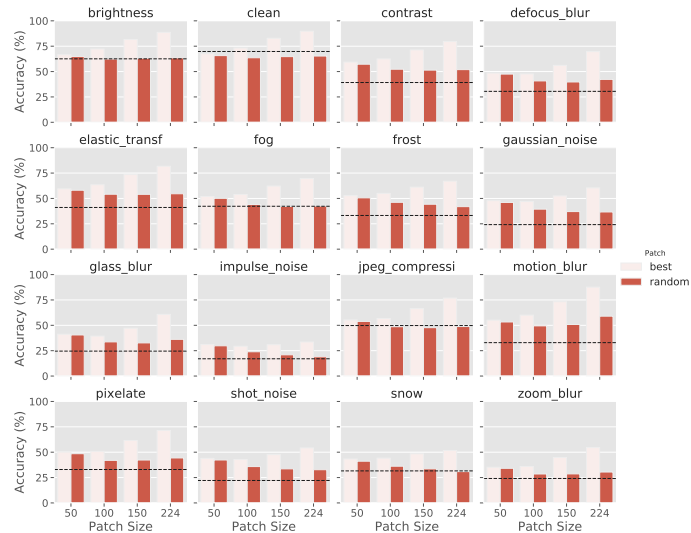 brightness clean contrast defocus_blur
Accuracy (%)
100
75
50
25
0
elastic_transf fog frost gaussian_noise
Accuracy (%)
100
75
50
25
0
Patch
best
random
glass_blur impulse_noise jpeg_compressi motion_blur
Accuracy (%)
100
75
50
25
0
pixelate shot_noise snow zoom_blur
Accuracy (%)
100
75
50
25
0
50 100 150 224 50 100 150 224 50 100 150 224 50 100 150 224
Patch Size Patch Size Patch Size Patch Size